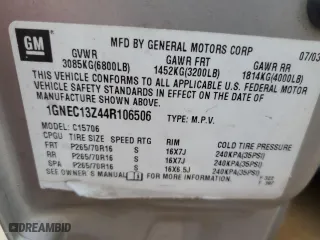 GM
MFD BY GENERAL MOTORS CORP 07/03
GVWR GAWR FRT GAWR RR
3085KG(6800LB) 1452KG(3200LB) 1814KG(4000LB)
THIS VEHICLE CONFORMS TO ALL APPLICABLE U.S. FEDERAL MOTOR
VEHICLE SAFETY STANDARDS IN EFFECT ON THE DATE OF
MANUFACTURE SHOWN ABOVE.
1GNEC13Z44R106506 TYPE: M.P.V.
MODEL: C15706
CPGU TIRE SIZE SPEED RTG RIM COLD TIRE PRESSURE
FRT P265/70R16 S 16X7J 240KPA(35PSI)
RR P265/70R16 S 16X7J 240KPA(35PSI)
SPA P265/70R16 S 16X6.5J 240KPA(35PSI)
SEE OWNER'S MANUAL FOR MORE INFORMATION.